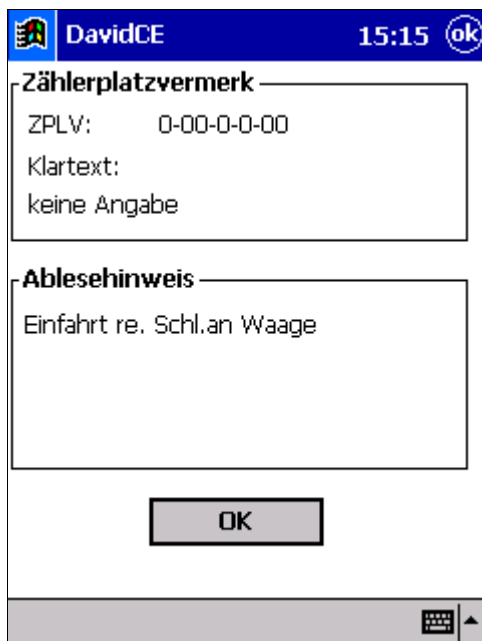 DavidCE 15:15 ok
Zählerplatzvermerk
ZPLV: 0-00-0-0-00
Klartext:
keine Angabe
Ablesehinweis
Einfahrt re. Schl.an Waage
OK